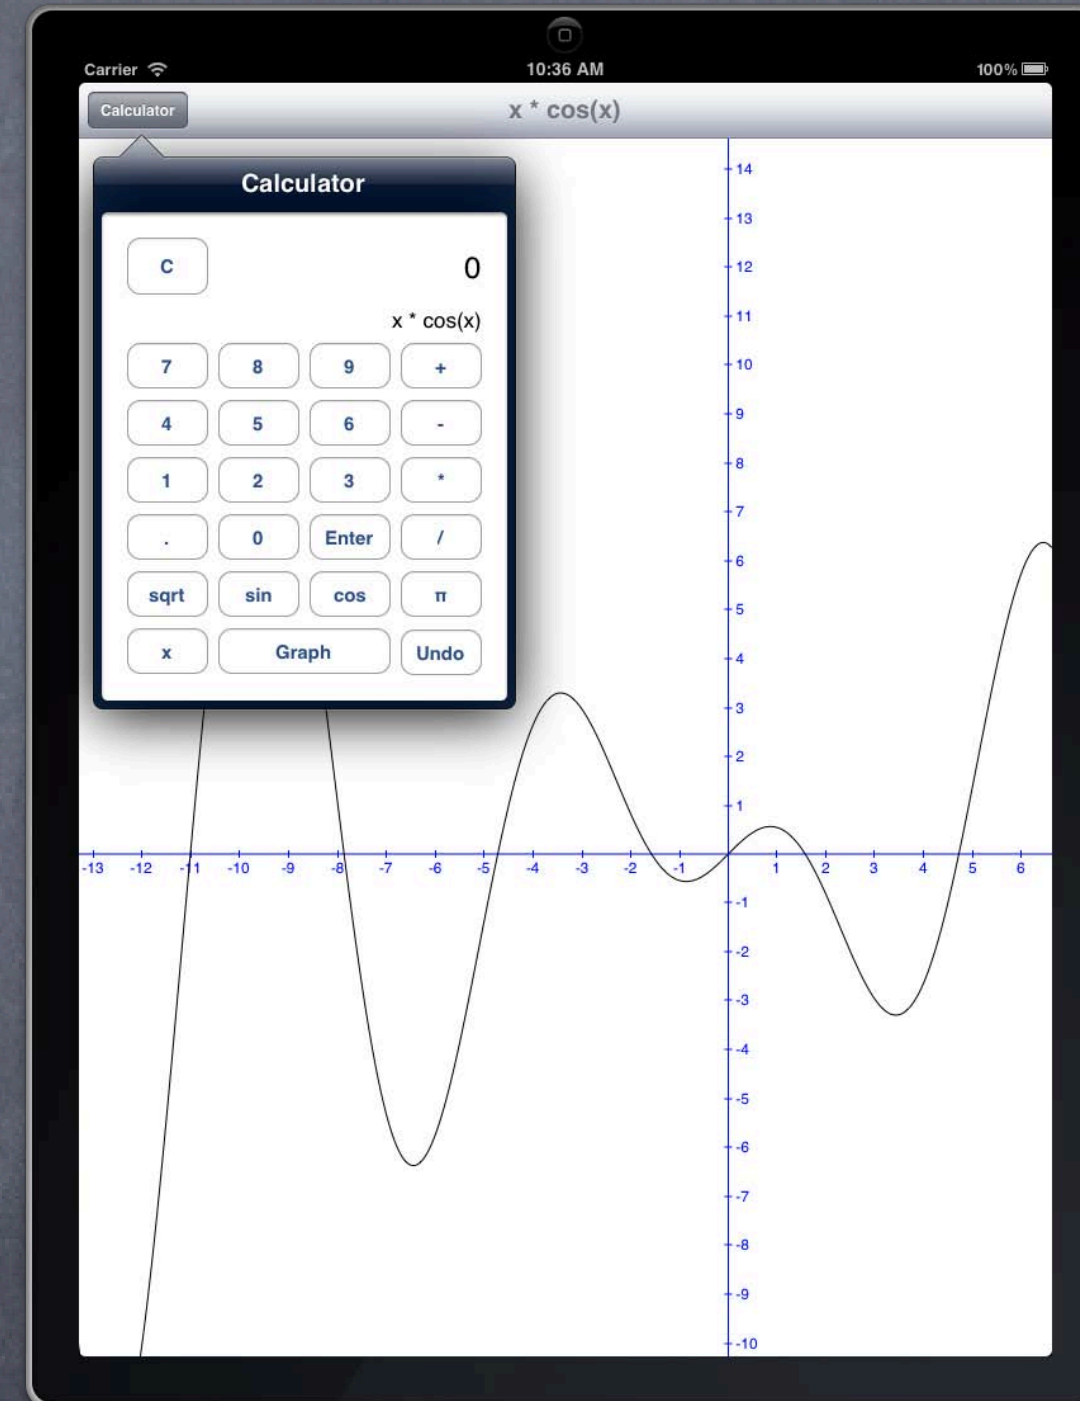 Carrier 10:36 AM 100%
Calculator x * cos(x)
Calculator
C 0
x * cos(x)
7 8 9 +
4 5 6 -
1 2 3 *
. 0 Enter /
sqrt sin cos π
x Graph Undo
14
13
12
11
10
9
8
7
6
5
4
3
2
1
-13 -12 -11 -10 -9 -8 -7 -6 -5 -4 -3 -2 -1 1 2 3 4 5 6
-1
-2
-3
-4
-5
-6
-7
-8
-9
-10